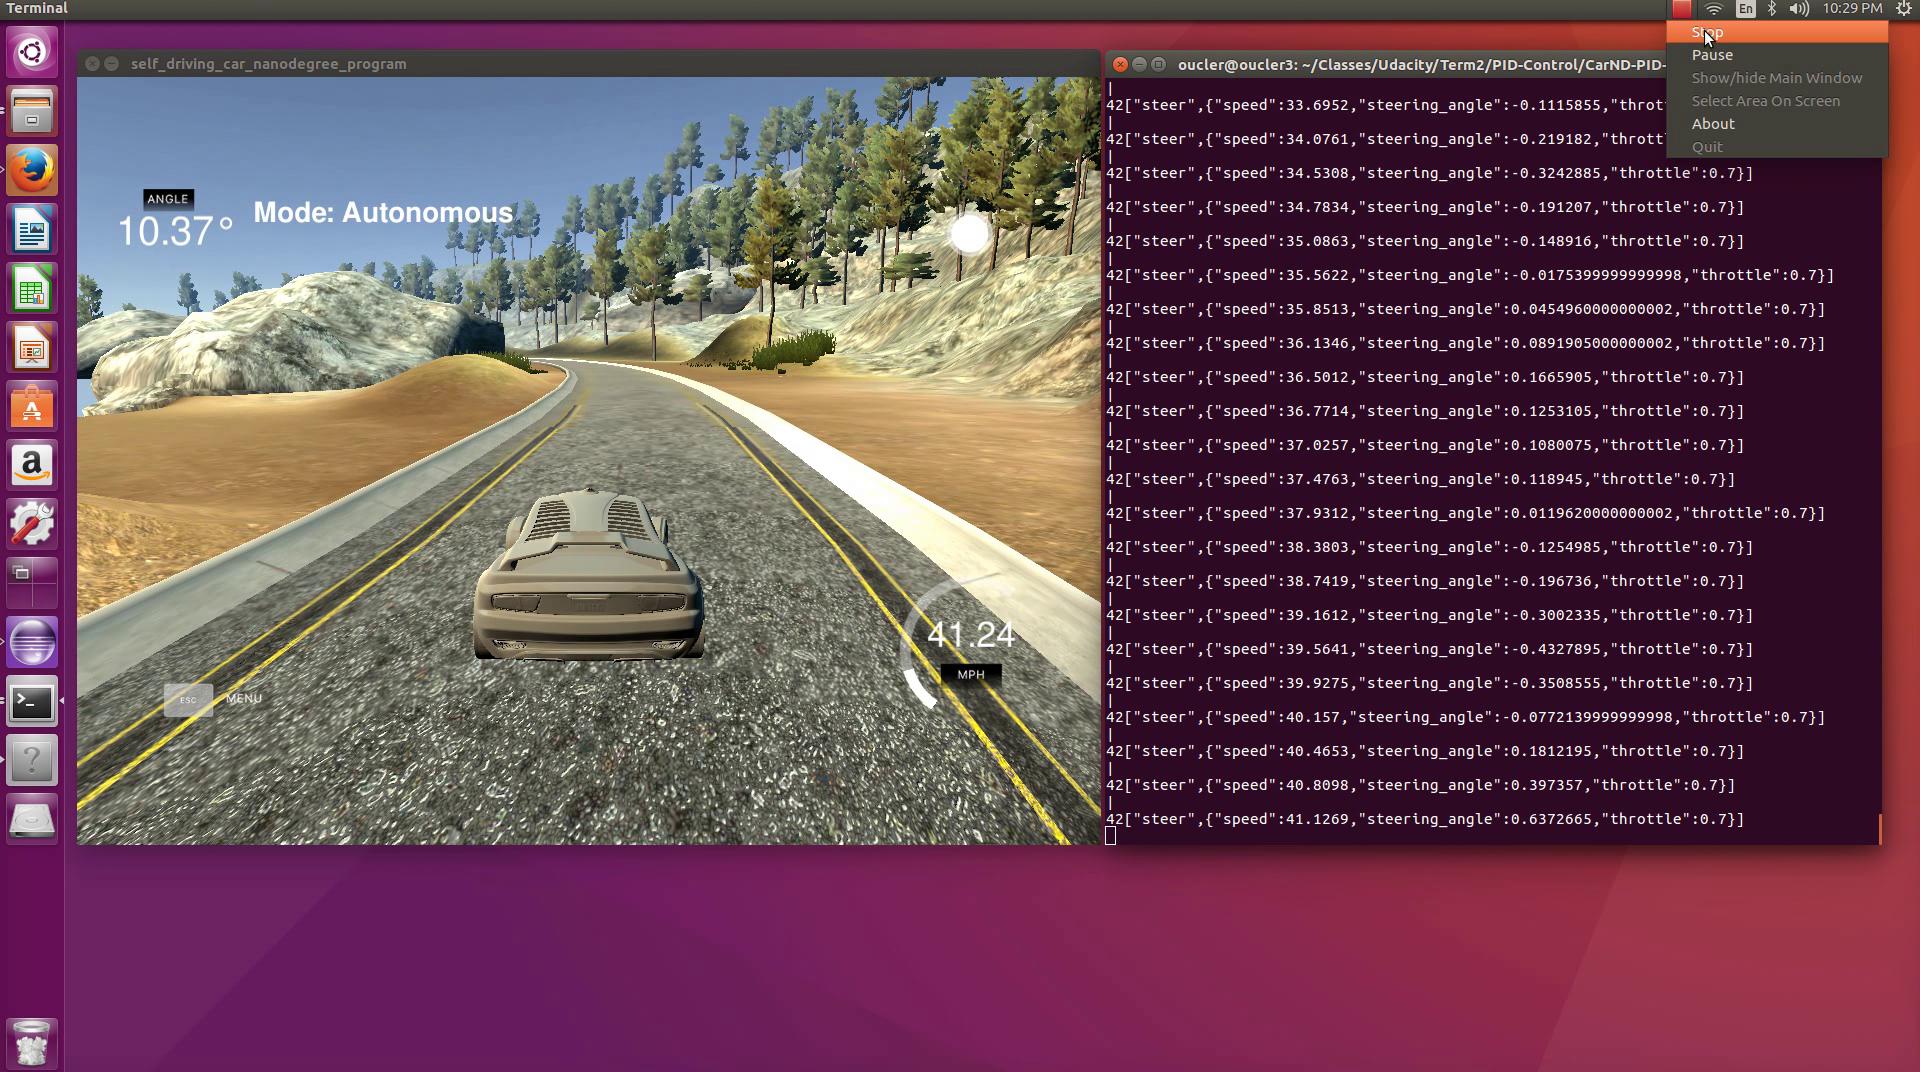 Terminal
En
10:29 PM
Stop
Pause
Show/hide Main Window
Select Area On Screen
About
Quit
self_driving_car_nanodegree_program
ANGLE
10.37°
Mode: Autonomous
41.24
MPH
ESC
MENU
oucler@oucler3: ~/Classes/Udacity/Term2/PID-Control/CarND-PID-
|
42["steer",{"speed":33.6952,"steering_angle":-0.1115855,"thrott
|
42["steer",{"speed":34.0761,"steering_angle":-0.219182,"throttl
|
42["steer",{"speed":34.5308,"steering_angle":-0.3242885,"throttle":0.7}]
|
42["steer",{"speed":34.7834,"steering_angle":-0.191207,"throttle":0.7}]
|
42["steer",{"speed":35.0863,"steering_angle":-0.148916,"throttle":0.7}]
|
42["steer",{"speed":35.5622,"steering_angle":-0.0175399999999998,"throttle":0.7}]
|
42["steer",{"speed":35.8513,"steering_angle":0.0454960000000002,"throttle":0.7}]
|
42["steer",{"speed":36.1346,"steering_angle":0.0891905000000002,"throttle":0.7}]
|
42["steer",{"speed":36.5012,"steering_angle":0.1665905,"throttle":0.7}]
|
42["steer",{"speed":36.7714,"steering_angle":0.1253105,"throttle":0.7}]
|
42["steer",{"speed":37.0257,"steering_angle":0.1080075,"throttle":0.7}]
|
42["steer",{"speed":37.4763,"steering_angle":0.118945,"throttle":0.7}]
|
42["steer",{"speed":37.9312,"steering_angle":0.0119620000000002,"throttle":0.7}]
|
42["steer",{"speed":38.3803,"steering_angle":-0.1254985,"throttle":0.7}]
|
42["steer",{"speed":38.7419,"steering_angle":-0.196736,"throttle":0.7}]
|
42["steer",{"speed":39.1612,"steering_angle":-0.3002335,"throttle":0.7}]
|
42["steer",{"speed":39.5641,"steering_angle":-0.4327895,"throttle":0.7}]
|
42["steer",{"speed":39.9275,"steering_angle":-0.3508555,"throttle":0.7}]
|
42["steer",{"speed":40.157,"steering_angle":-0.0772139999999998,"throttle":0.7}]
|
42["steer",{"speed":40.4653,"steering_angle":0.1812195,"throttle":0.7}]
|
42["steer",{"speed":40.8098,"steering_angle":0.397357,"throttle":0.7}]
|
42["steer",{"speed":41.1269,"steering_angle":0.6372665,"throttle":0.7}]